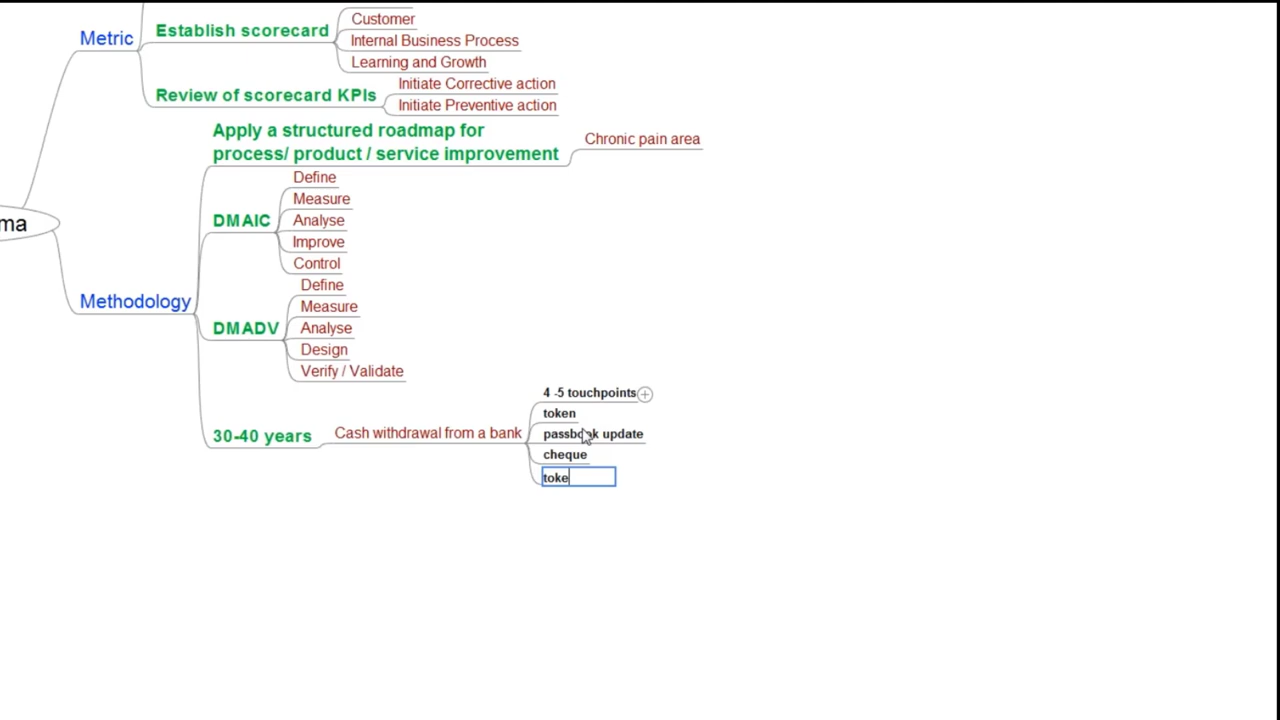 Customer
Metric
Establish scorecard
Internal Business Process
Learning and Growth
Initiate Corrective action
Review of scorecard KPIs
Initiate Preventive action
Apply a structured roadmap for
process/ product / service improvement
Chronic pain area
Define
Measure
ma
DMAIC
Analyse
Improve
Control
Define
Methodology
Measure
DMADV
Analyse
Design
Verify / Validate
4 -5 touchpoints
token
30-40 years
Cash withdrawal from a bank
passbook update
cheque
toke